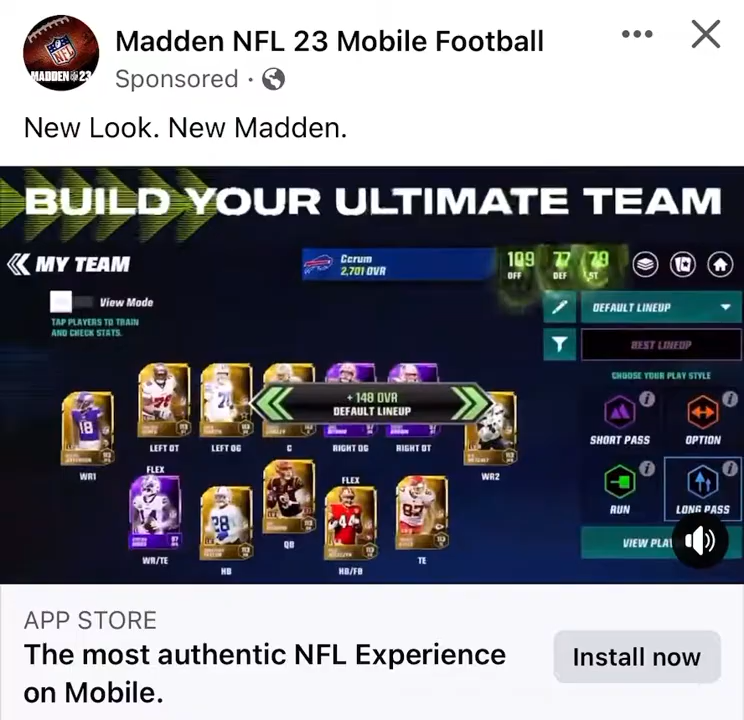 Madden NFL 23 Mobile Football
Sponsored ·
New Look. New Madden.
BUILD YOUR ULTIMATE TEAM
MY TEAM
Ccrum
2,701 OVR
109 77 79
OFF DEF ST
View Mode
TAP PLAYERS TO TRAIN
AND CHECK STATS.
DEFAULT LINEUP
BEST LINEUP
CHOOSE YOUR PLAY STYLE
+ 148 OVR
DEFAULT LINEUP
SHORT PASS
OPTION
LEFT OT
LEFT OG
C
RIGHT OG
RIGHT OT
WR1
WR2
FLEX
FLEX
RUN
LONG PASS
WR/TE
HB
QB
HB/FB
TE
VIEW PLA
APP STORE
The most authentic NFL Experience
on Mobile.
Install now